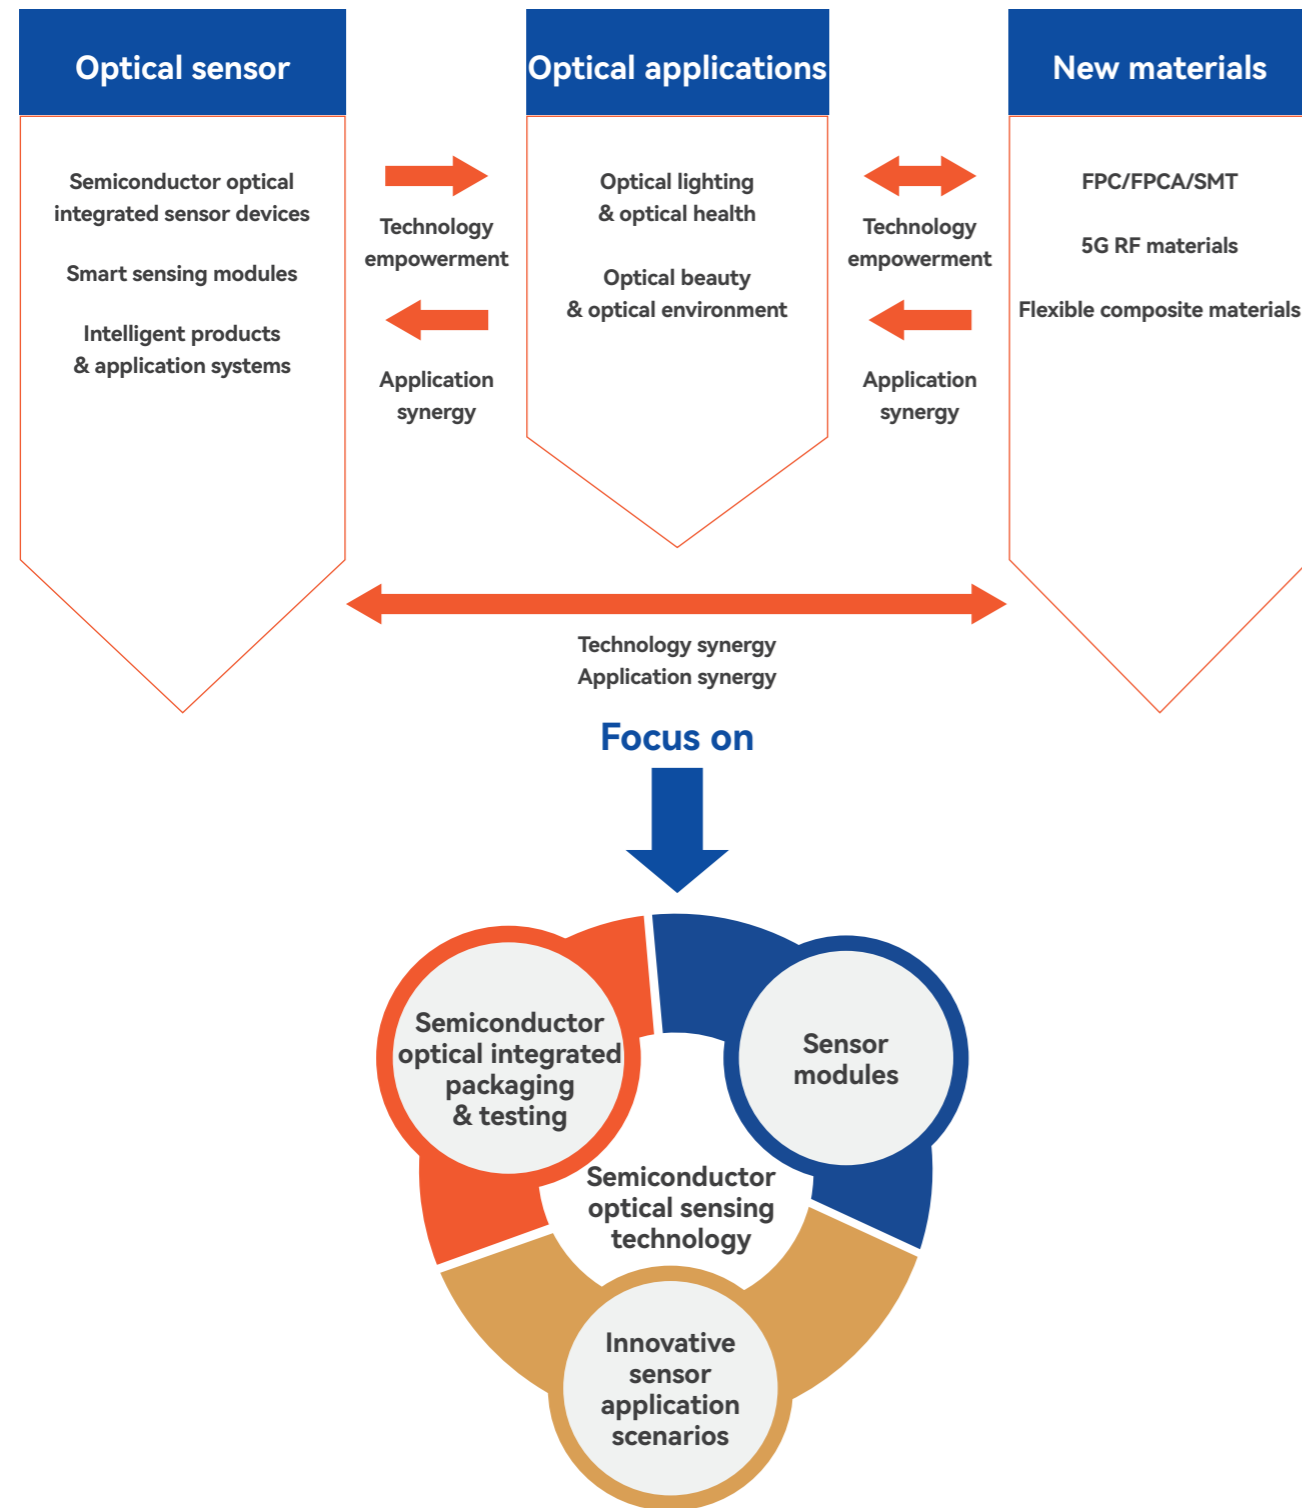 Optical sensor
Semiconductor optical
integrated sensor devices
Smart sensing modules
Intelligent products
& application systems
Technology
empowerment
Application
synergy
Optical applications
Optical lighting
& optical health
Optical beauty
& optical environment
Technology
empowerment
Application
synergy
New materials
FPC/FPCA/SMT
5G RF materials
Flexible composite materials
Technology synergy
Application synergy
Focus on
Semiconductor
optical integrated
packaging
& testing
Sensor
modules
Semiconductor
optical sensing
technology
Innovative
sensor
application
scenarios